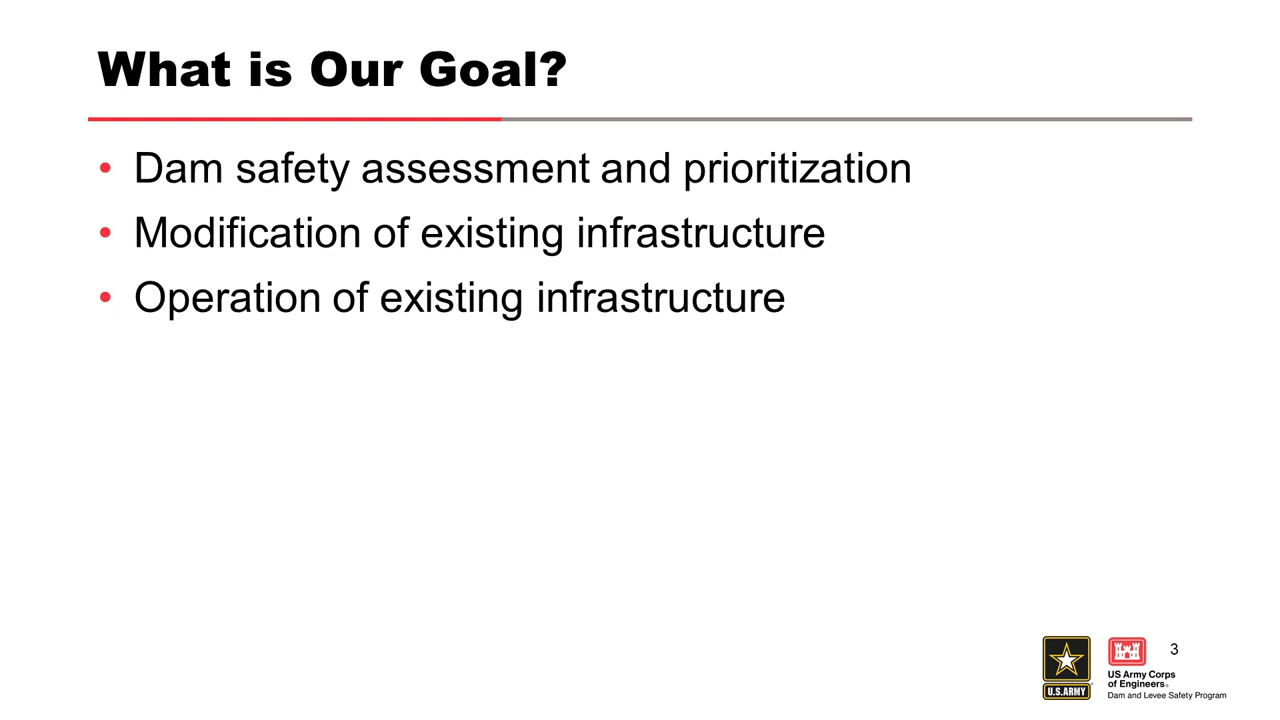 What is Our Goal?
• Dam safety assessment and prioritization
• Modification of existing infrastructure
• Operation of existing infrastructure
3
U.S.ARMY
US Army Corps
of Engineers®
Dam and Levee Safety Program